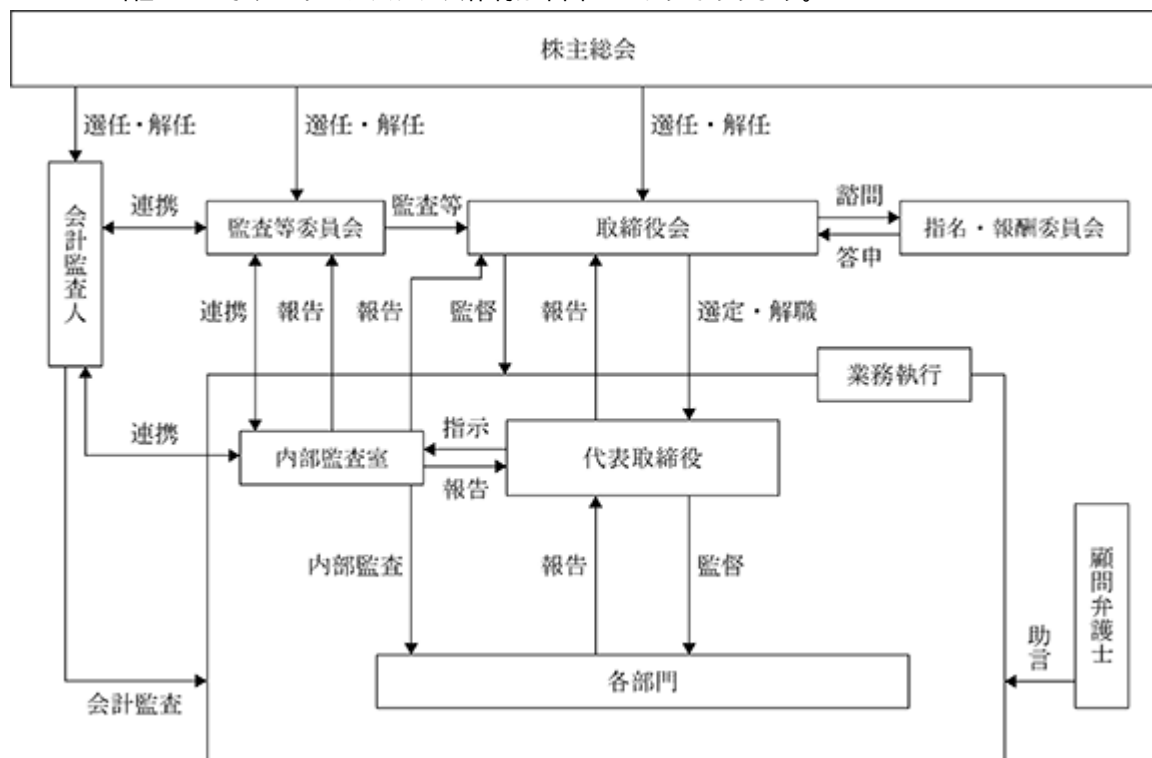 株主総会
選任・解任
選任・解任
選任・解任
会計監査人
連携
監査等委員会
監査等
取締役会
諮問
答申
指名・報酬委員会
連携
報告
報告
監督
報告
選定・解職
業務執行
連携
内部監査室
指示
報告
代表取締役
内部監査
報告
監督
顧問弁護士
助言
各部門
会計監査